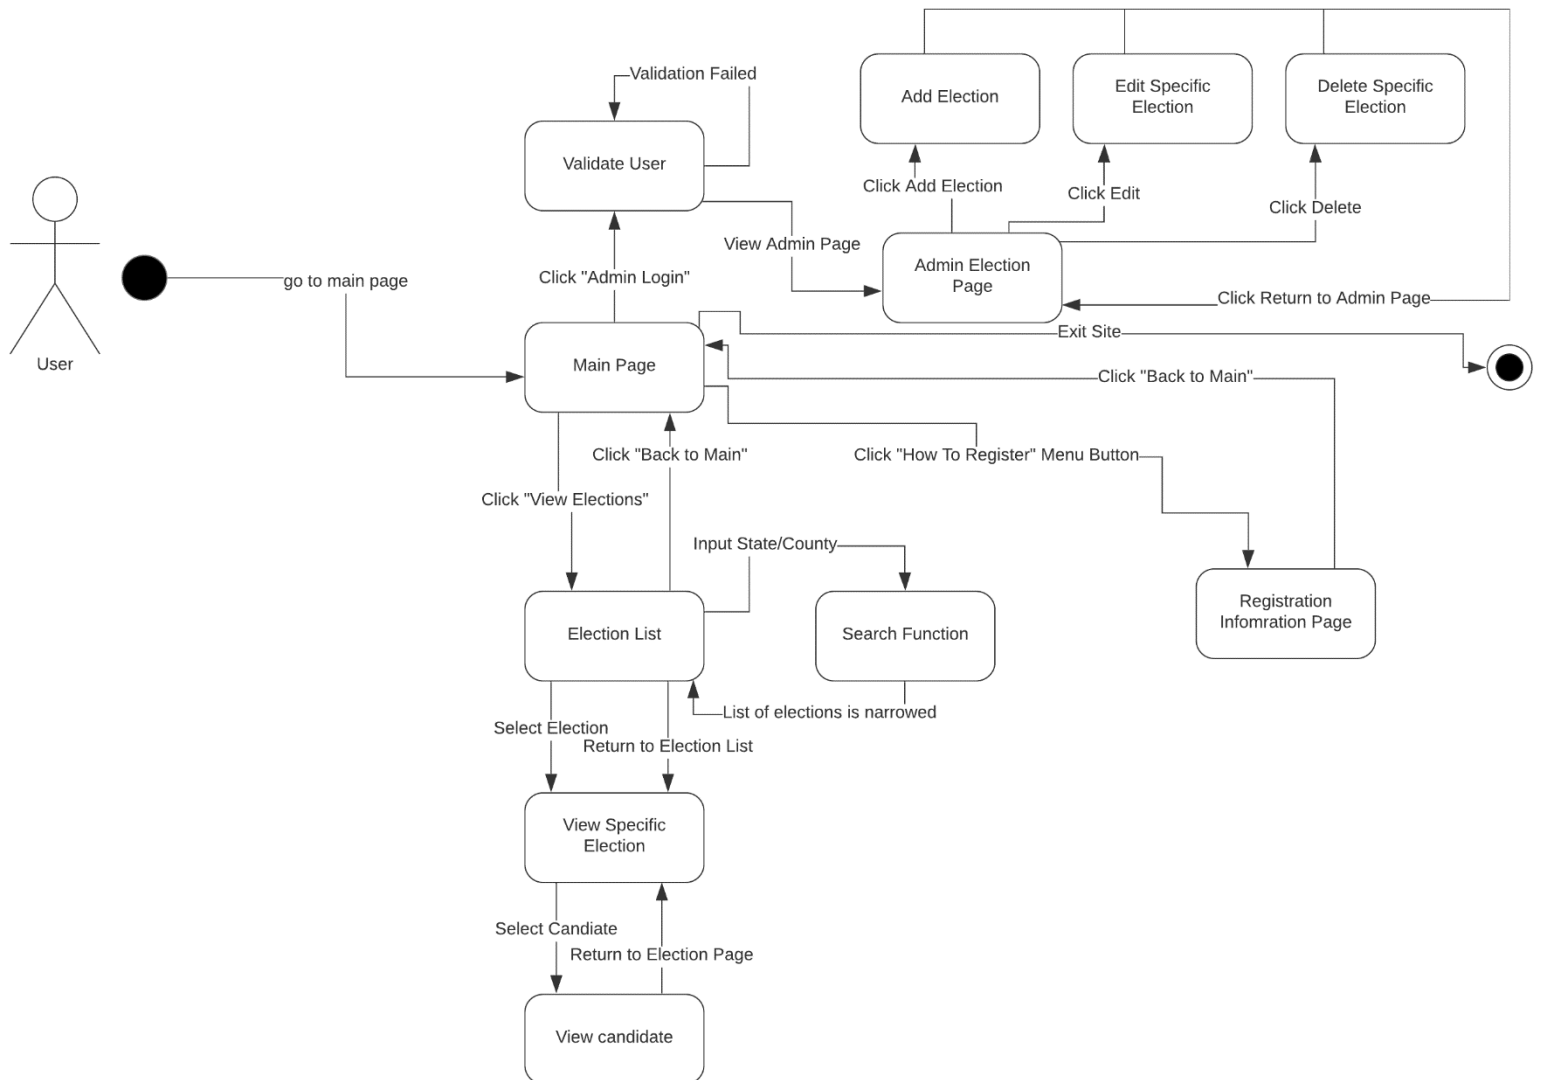 Validation Failed
Add Election
Edit Specific
Election
Delete Specific
Election
Validate User
Click Add Election
Click Edit
Click Delete
View Admin Page
Admin Election
Page
Click "Admin Login"
go to main page
Click Return to Admin Page
Exit Site
User
Main Page
Click "Back to Main"
Click "Back to Main"
Click "How To Register" Menu Button
Click "View Elections"
Input State/County
Registration
Infomration Page
Election List
Search Function
List of elections is narrowed
Select Election
Return to Election List
View Specific
Election
Select Candiate
Return to Election Page
View candidate